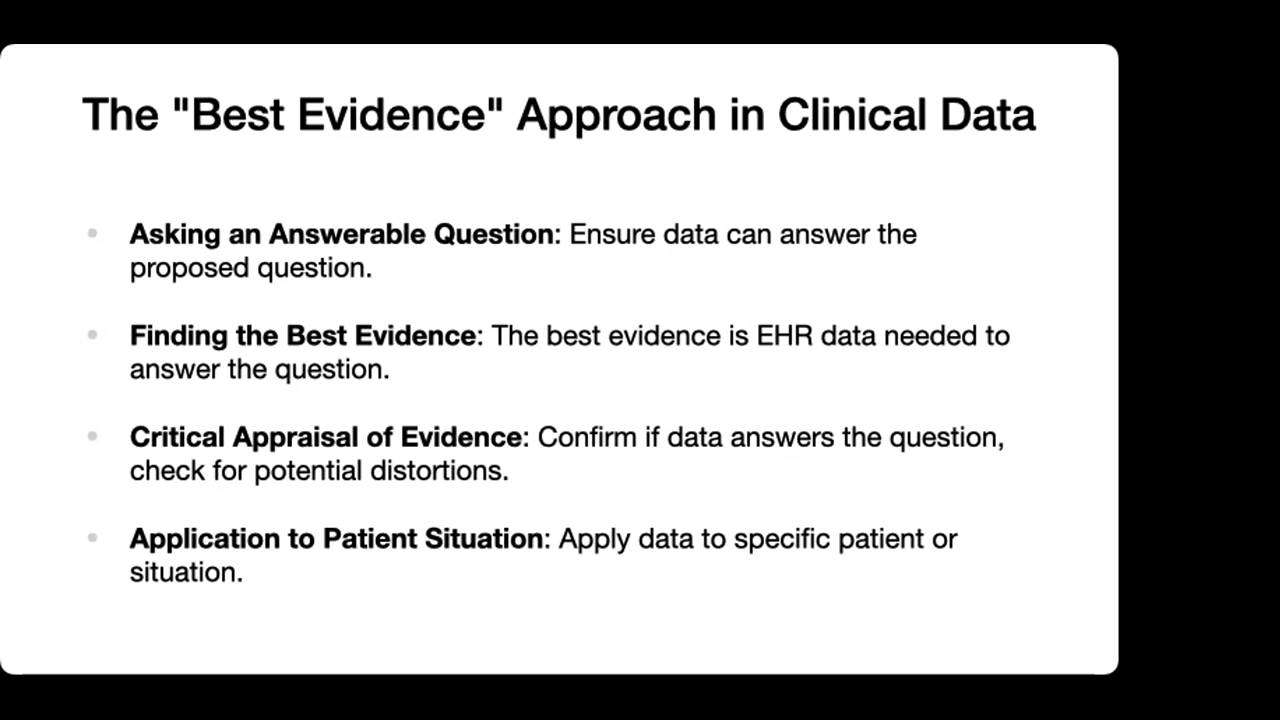 The "Best Evidence" Approach in Clinical Data
Asking an Answerable Question: Ensure data can answer the
proposed question.
Finding the Best Evidence: The best evidence is EHR data needed to
answer the question.
Critical Appraisal of Evidence: Confirm if data answers the question,
check for potential distortions.
Application to Patient Situation: Apply data to specific patient or
situation.